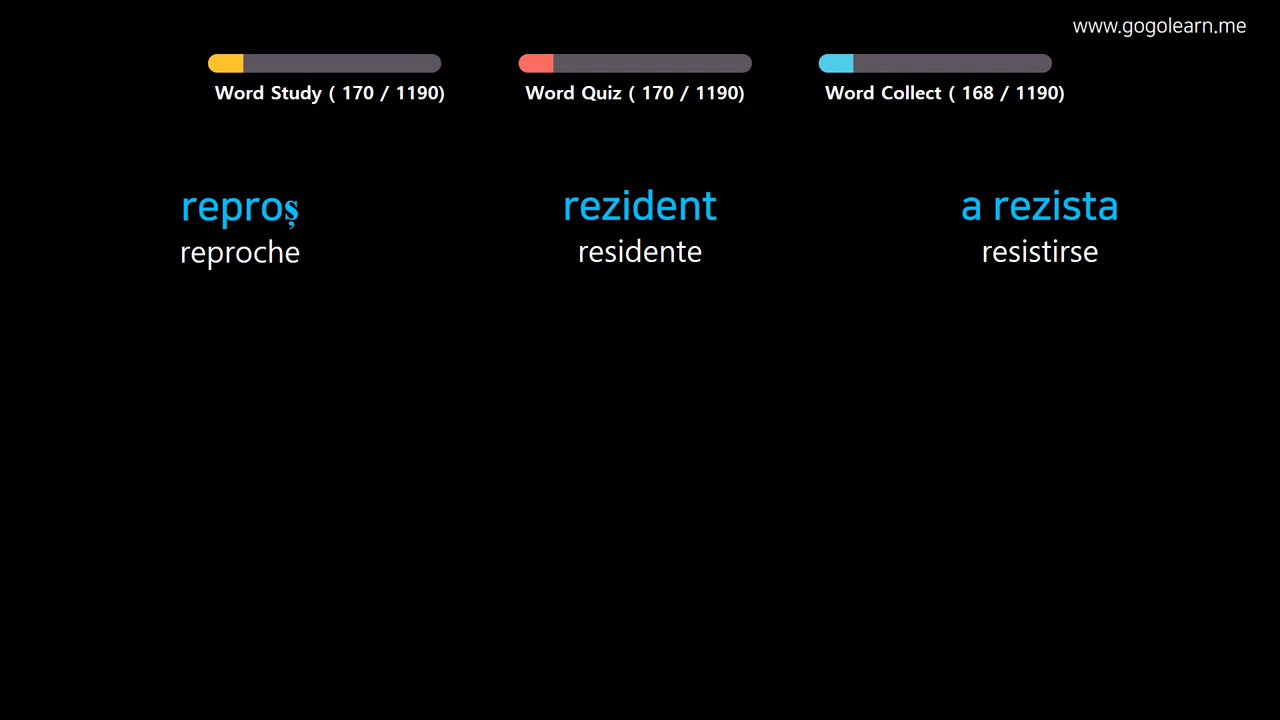 www.gogolearn.me
Word Study ( 170 / 1190)
Word Quiz ( 170 / 1190)
Word Collect ( 168 / 1190)
reproș
reproche
rezident
residente
a rezista
resistirse